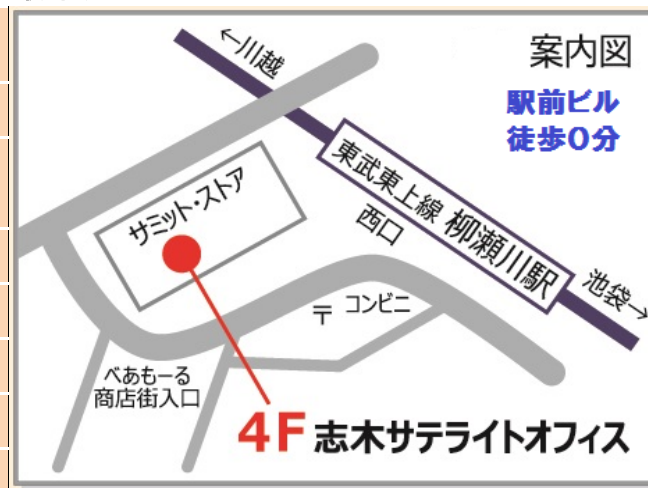 案内図
駅前ビル
徒歩0分
←川越
東武東上線 柳瀬川駅
西口
池袋→
サミット・ストア
〒 コンビニ
べあもーる
商店街入口
4F 志木サテライトオフィス